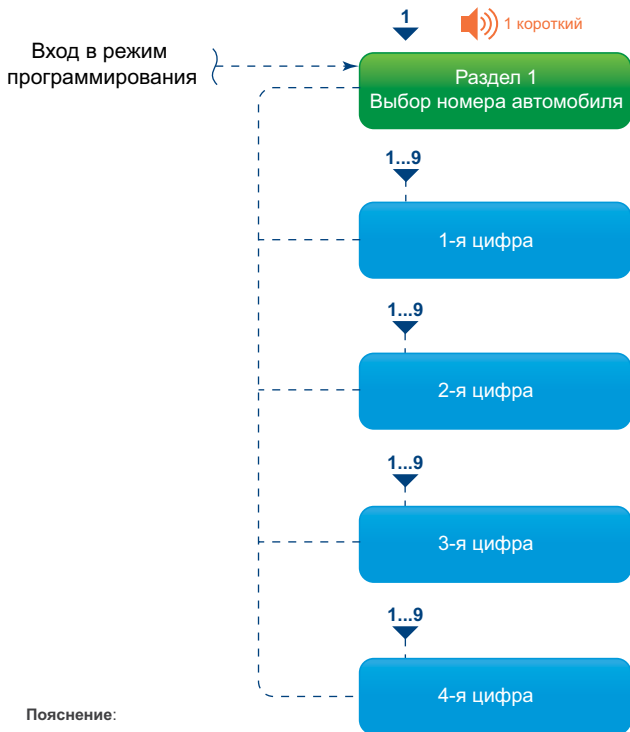 1
1 короткий
Вход в режим
программирования
Раздел 1
Выбор номера автомобиля
1...9
1-я цифра
1...9
2-я цифра
1...9
3-я цифра
1...9
4-я цифра
Пояснение: